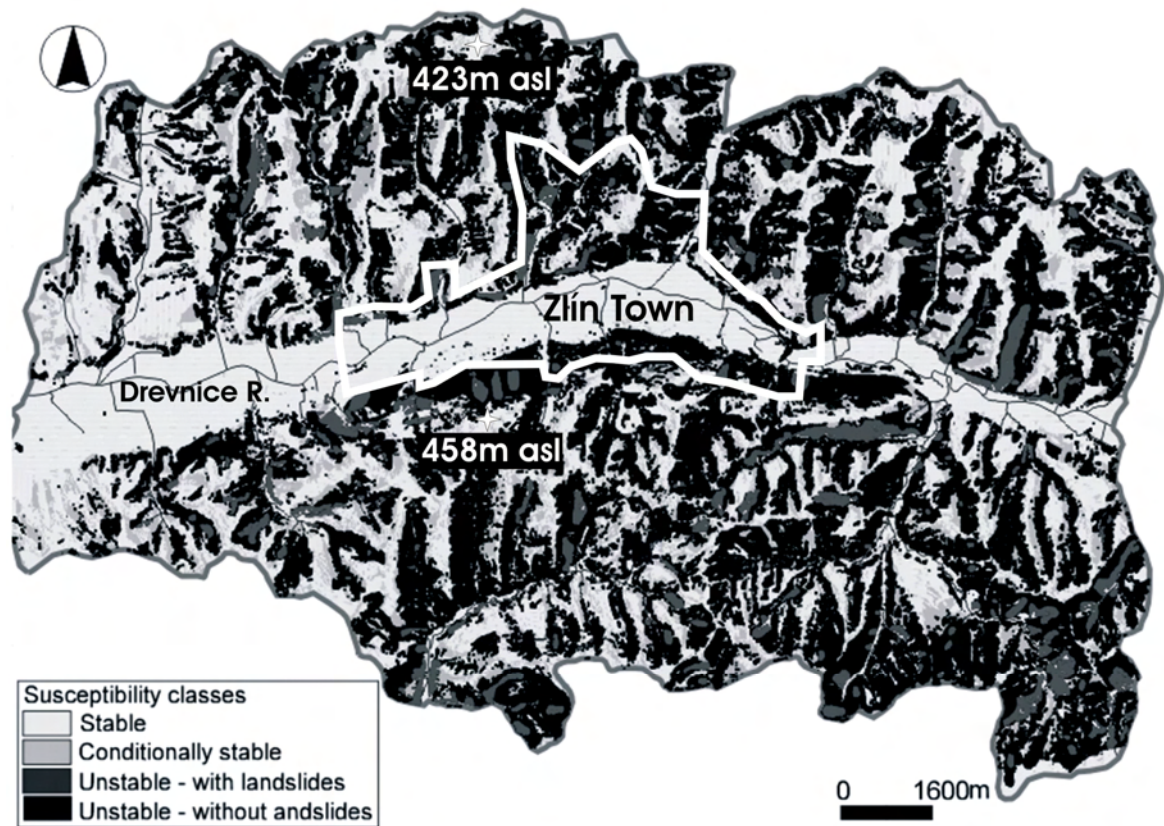 423m asl
Zlín Town
Drevnice R.
458m asl
Susceptibility classes
Stable
Conditionally stable
Unstable - with landslides
Unstable - without andslides
0 1600m